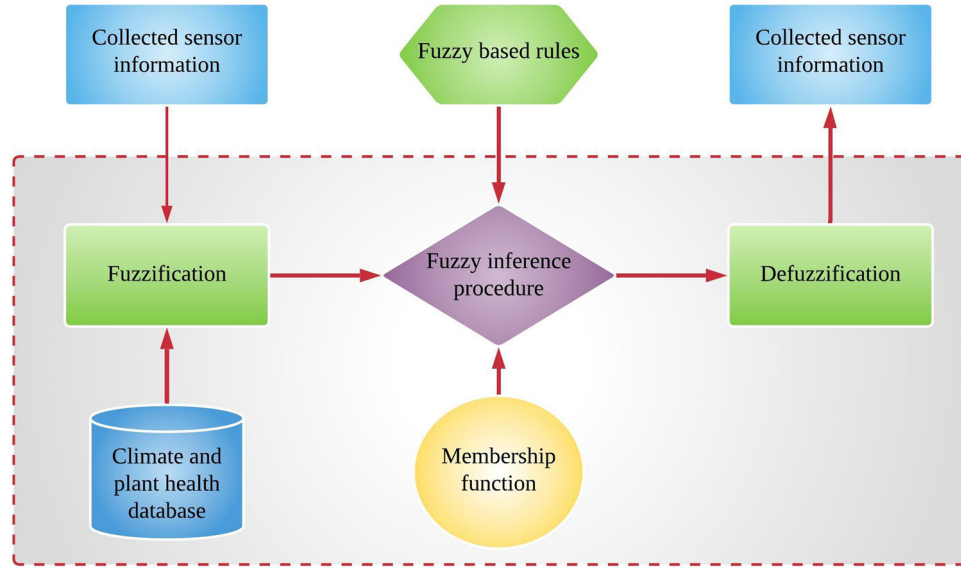 Collected sensor
information
Fuzzy based rules
Collected sensor
information
Fuzzification
Fuzzy inference
procedure
Defuzzification
Climate and
plant health
database
Membership
function